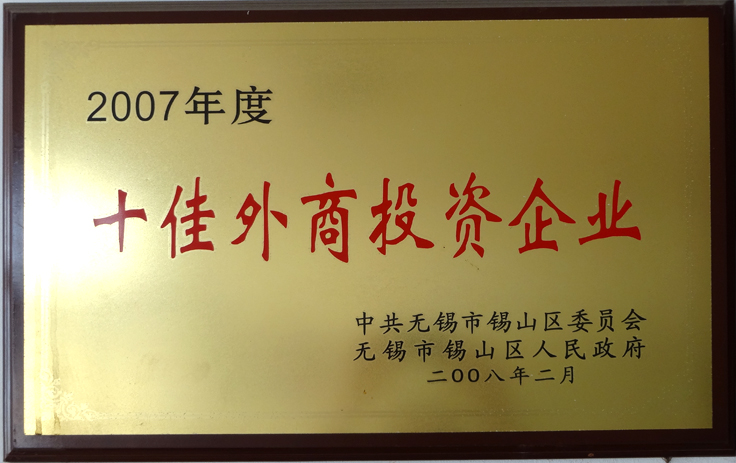 2007年度
十佳外商投资企业
中共无锡市锡山区委员会
无锡市锡山区人民政府
二OO八年二月